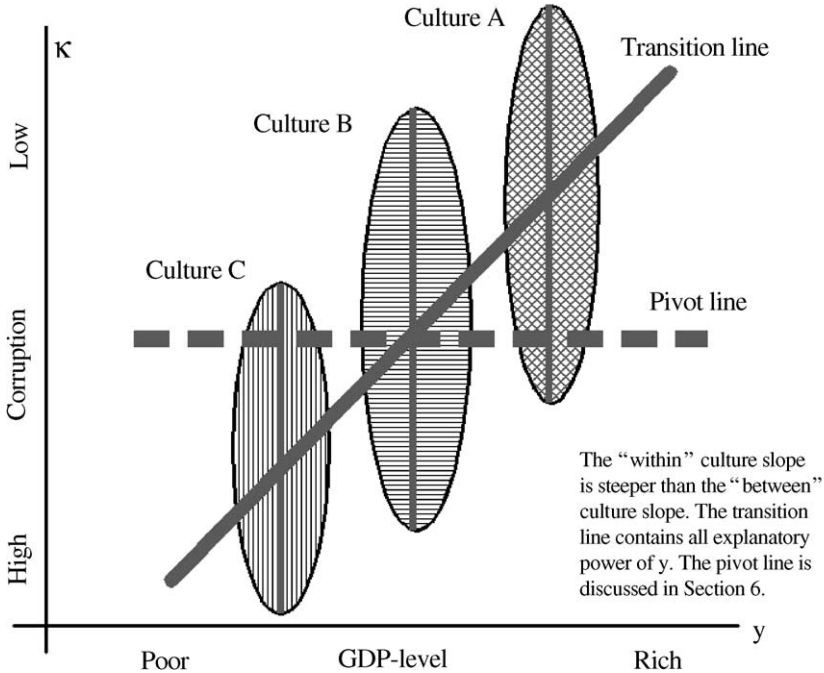 Culture A
κ
Transition line
Culture B
Low
Culture C
Pivot line
Corruption
The “within” culture slope
is steeper than the “between”
culture slope. The transition
line contains all explanatory
power of y. The pivot line is
discussed in Section 6.
High
y
Poor
GDP-level
Rich